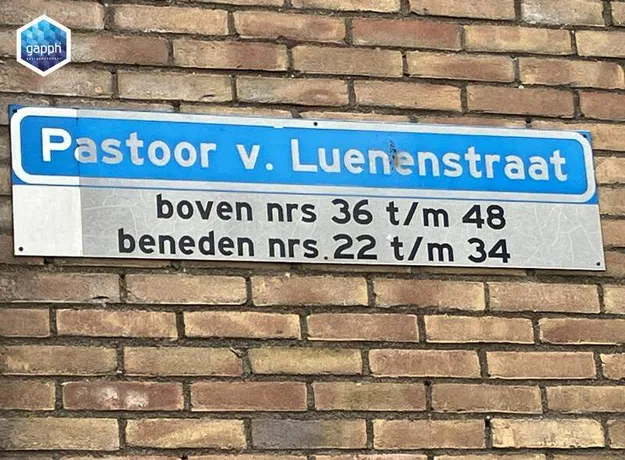 gapph
Pastoor v. Luenenstraat
boven nrs 36 t/m 48
beneden nrs. 22 t/m 34